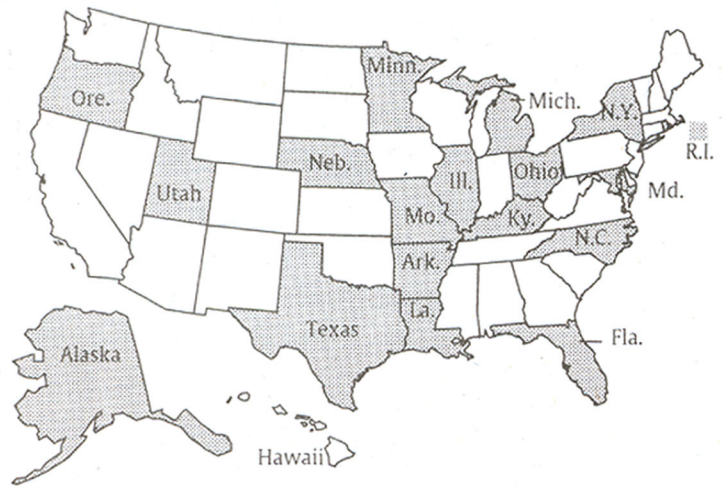 Minn.
Ore.
Mich.
N.Y.
R.I.
Neb.
Ill.
Ohio
Utah
Md.
Mo.
Ky.
N.C.
Ark.
La.
Texas
Fla.
Alaska
Hawaii